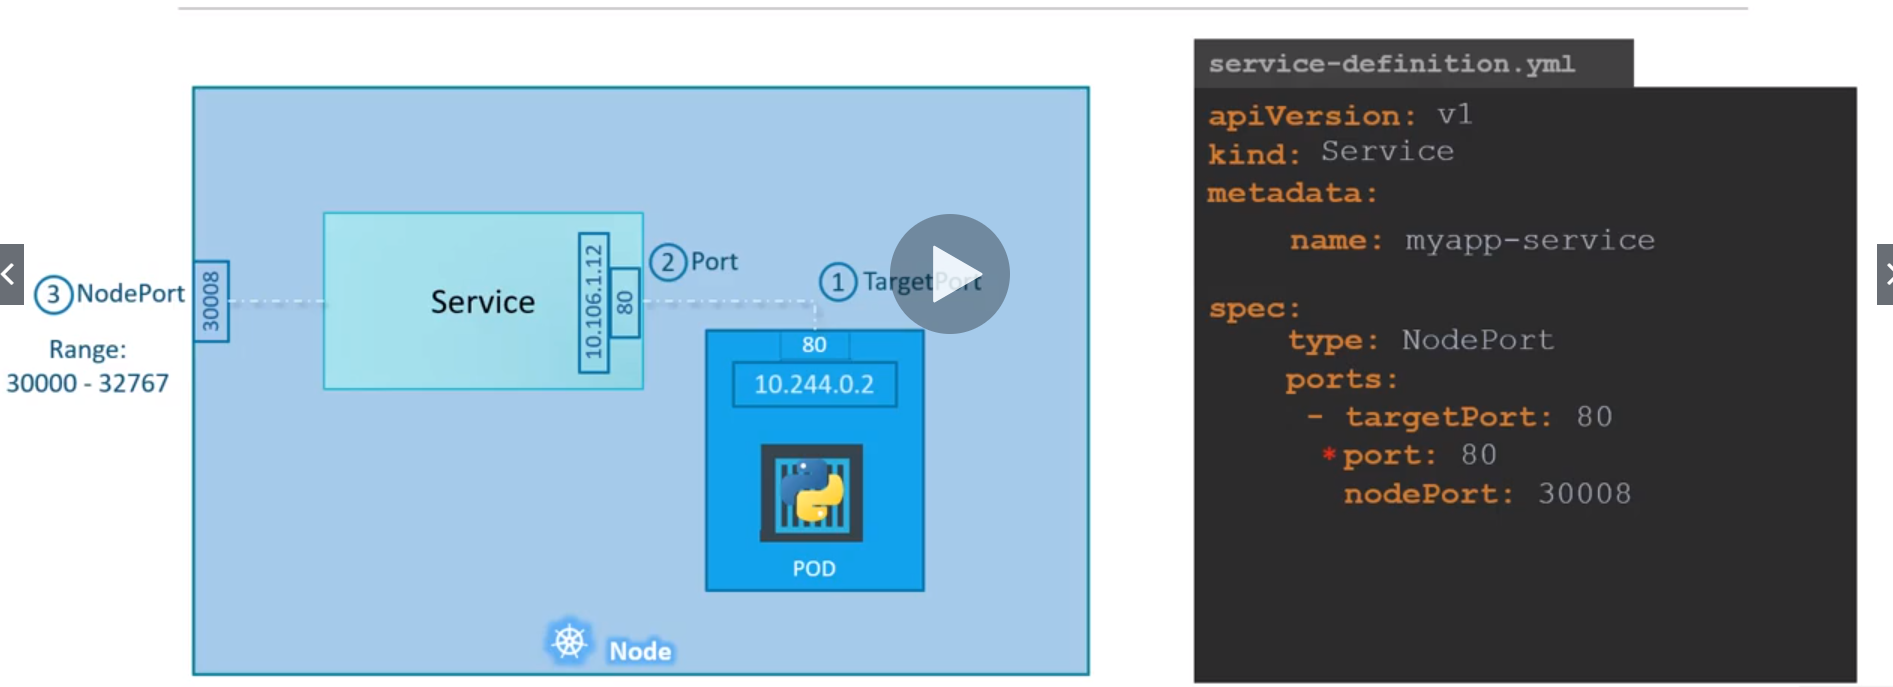 3 NodePort
Range:
30000 - 32767
30008
Service
10.106.1.12
80
2 Port
1 TargetPort
80
10.244.0.2
POD
Node
service-definition.yml
apiVersion: v1
kind: Service
metadata:
name: myapp-service
spec:
type: NodePort
ports:
- targetPort: 80
* port: 80
nodePort: 30008